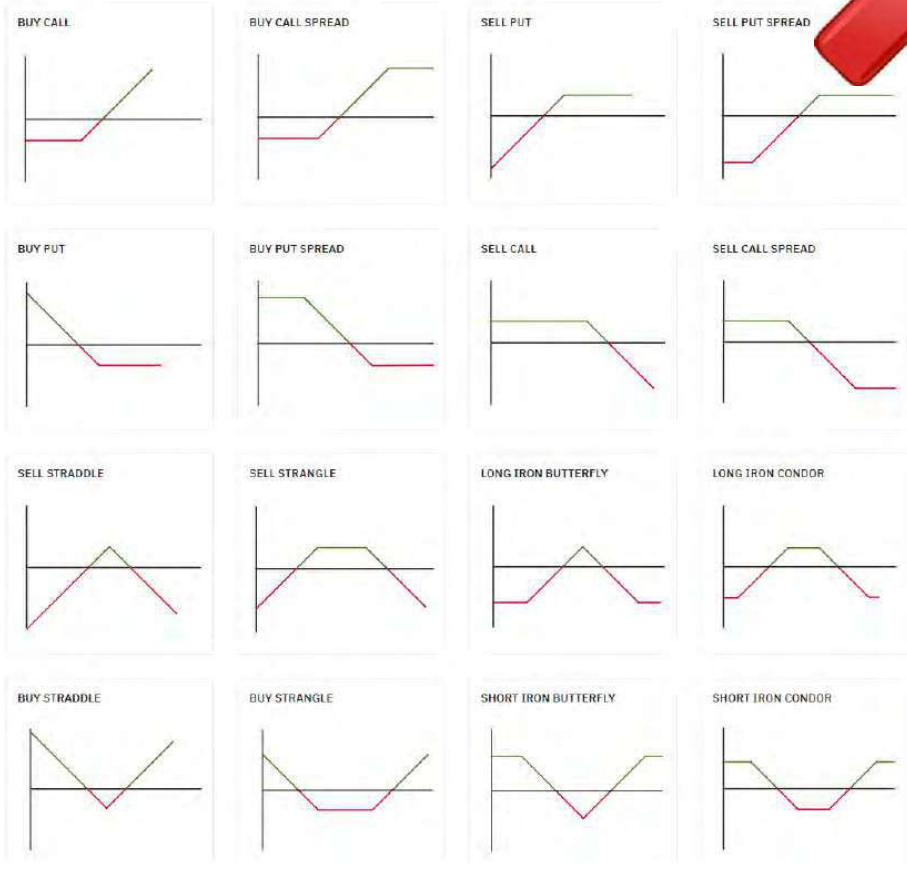 BUY CALL
BUY CALL SPREAD
SELL PUT
SELL PUT SPREAD
BUY PUT
BUY PUT SPREAD
SELL CALL
SELL CALL SPREAD
SELL STRADDLE
SELL STRANGLE
LONG IRON BUTTERFLY
LONG IRON CONDOR
BUY STRADDLE
BUY STRANGLE
SHORT IRON BUTTERFLY
SHORT IRON CONDOR